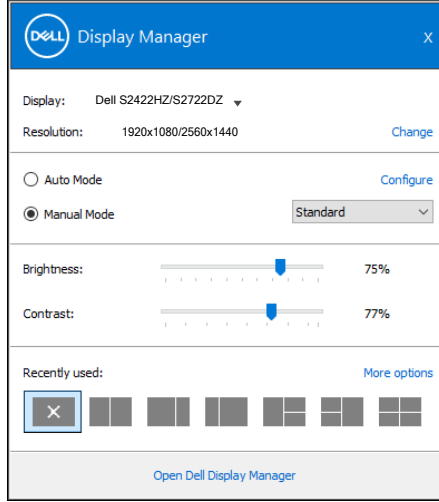 DELL Display Manager X
Display: Dell S2422HZ/S2722DZ
Resolution: 1920x1080/2560x1440 Change
Auto Mode Configure
Manual Mode Standard
Brightness: 75%
Contrast: 77%
Recently used: More options
Open Dell Display Manager